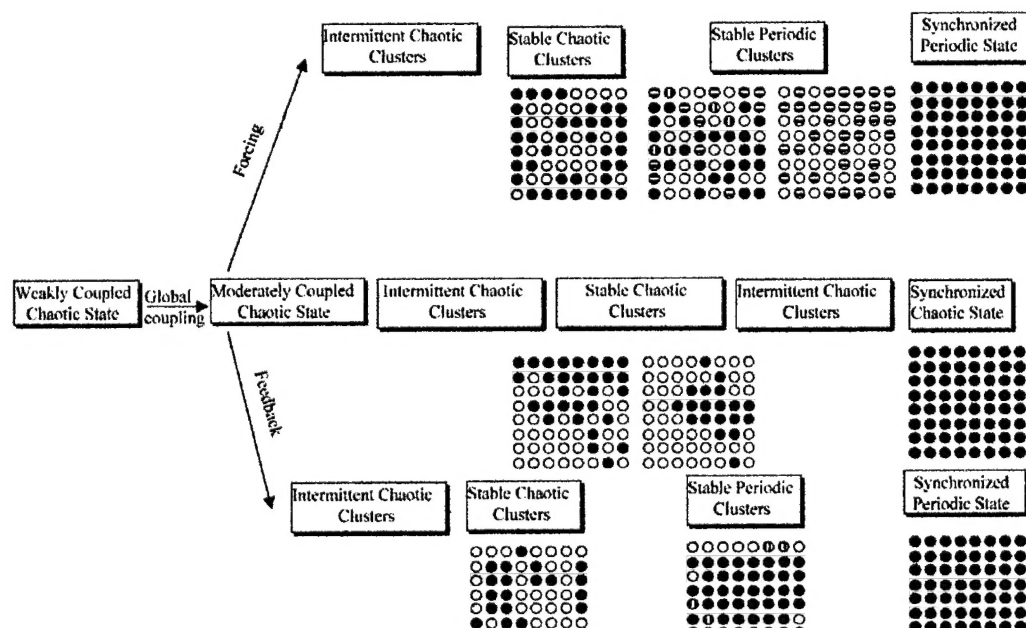 Intermittent Chaotic
Clusters
Stable Chaotic
Clusters
Stable Periodic
Clusters
Synchronized
Periodic State
Forcing
Weakly Coupled
Chaotic State
Global
coupling
Moderately Coupled
Chaotic State
Intermittent Chaotic
Clusters
Stable Chaotic
Clusters
Intermittent Chaotic
Clusters
Synchronized
Chaotic State
Feedback
Intermittent Chaotic
Clusters
Stable Chaotic
Clusters
Stable Periodic
Clusters
Synchronized
Periodic State